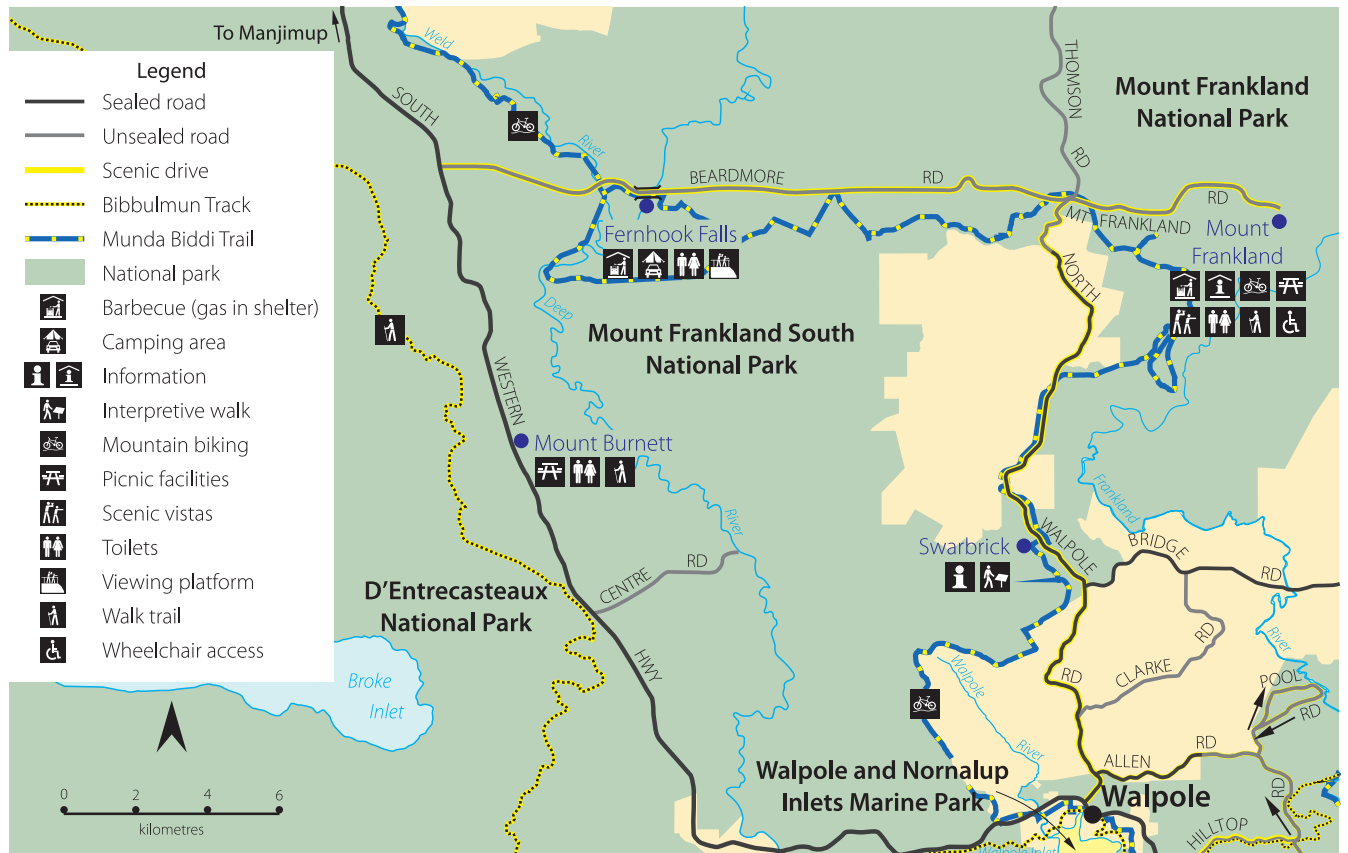 To Manjimup
Legend
Sealed road
Unsealed road
Scenic drive
Bibbulmun Track
Munda Biddi Trail
National park
Barbecue (gas in shelter)
Camping area
Information
Interpretive walk
Mountain biking
Picnic facilities
Scenic vistas
Toilets
Viewing platform
Walk trail
Wheelchair access
0 2 4 6
kilometres
Weld
River
SOUTH
WESTERN
HWY
THOMSON
RD
Mount Frankland
National Park
BEARDMORE RD
MT FRANKLAND RD
Mount
Frankland
Fernhook Falls
Deep
River
Mount Frankland South
National Park
NORTH
WALPOLE
RD
Mount Burnett
Frankland
River
Swarbrick
BRIDGE RD
CENTRE RD
D'Entrecasteaux
National Park
Broke
Inlet
CLARKE RD
Walpole
River
POOL
RD
ALLEN RD
RD
HILLTOP
Walpole and Nornalup
Inlets Marine Park
Walpole
Walpole Inlet